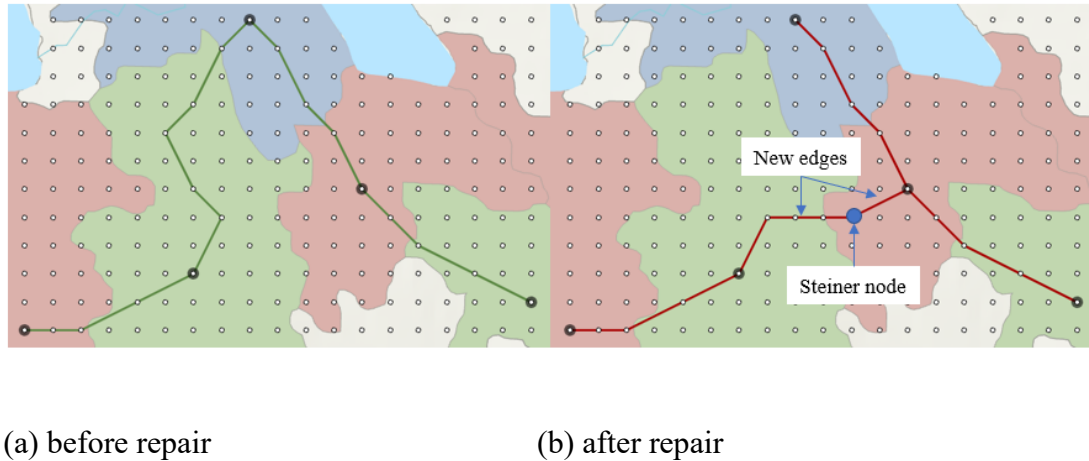 New edges
Steiner node
(a) before repair
(b) after repair